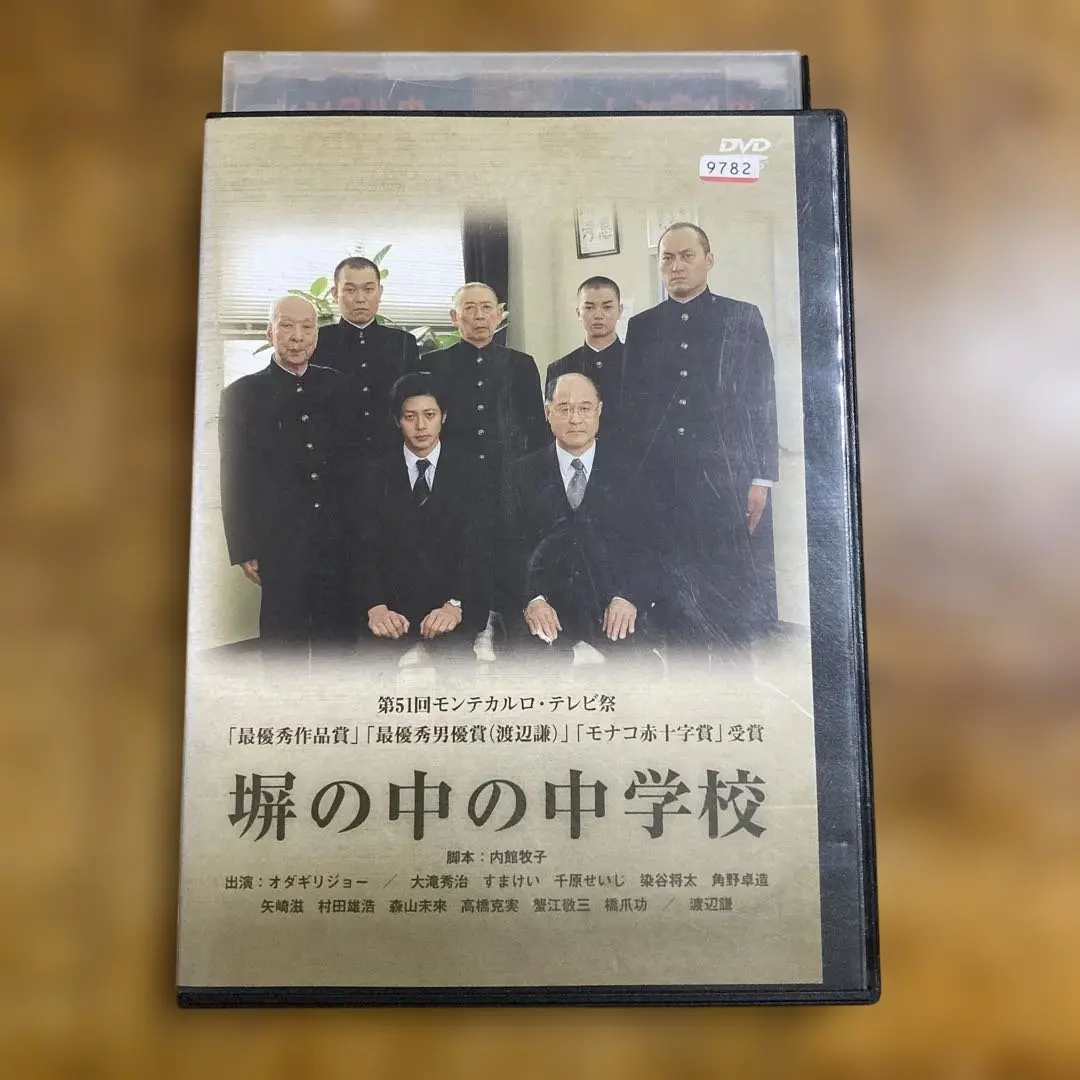 DVD
9782
第51回モンテカルロ・テレビ祭
「最優秀作品賞」「最優秀男優賞(渡辺謙)」「モナコ赤十字賞」受賞
塀の中の中学校
脚本：内館牧子
出演：オダギリジョー ／ 大滝秀治 すまけい 千原せいじ 染谷将太 角野卓造
矢崎滋 村田雄浩 森山未來 高橋克実 蟹江敬三 橋爪功 ／ 渡辺謙